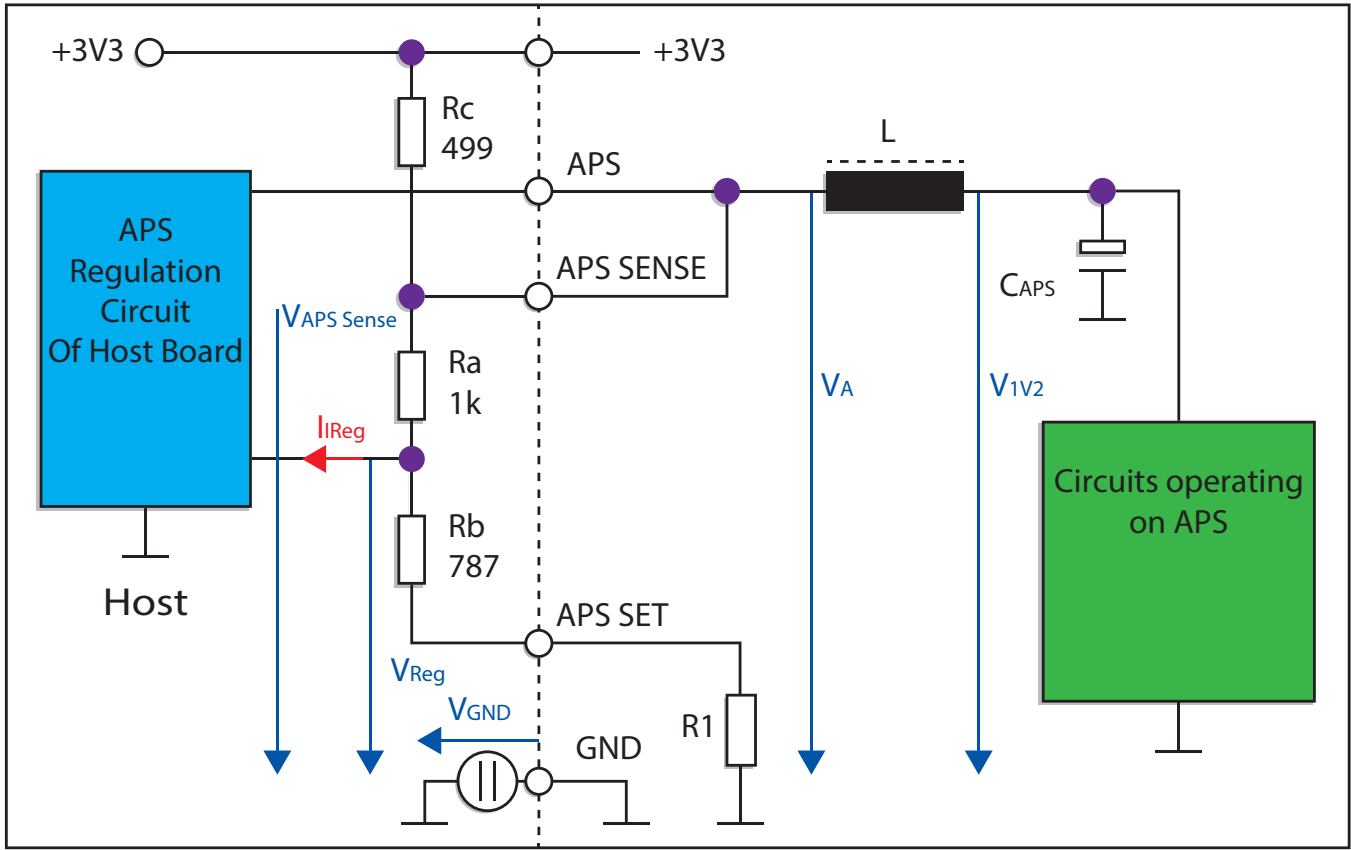 +3V3
+3V3
Rc
499
APS
L
APS
Regulation
Circuit
Of Host Board
APS SENSE
CAPS
VAPS Sense
Ra
1k
VA
V1V2
IIReg
Circuits operating
on APS
Rb
787
Host
APS SET
VReg
VGND
R1
GND